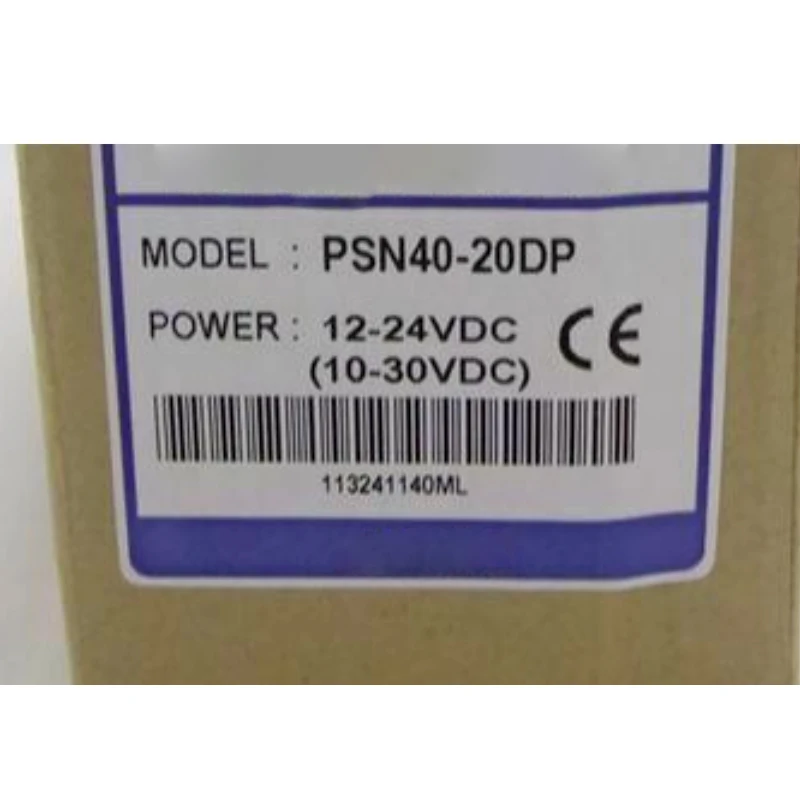 MODEL : PSN40-20DP
POWER : 12-24VDC
(10-30VDC)
CE
113241140ML